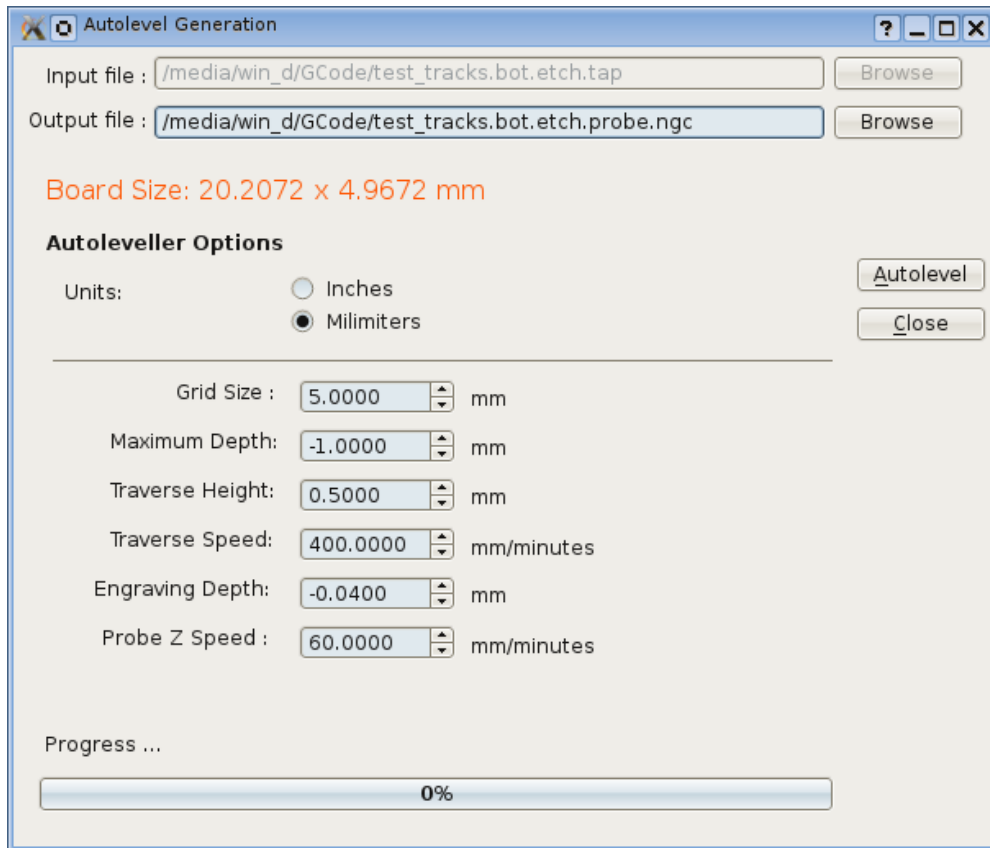 Autolevel Generation
Input file : /media/win_d/GCode/test_tracks.bot.etch.tap Browse
Output file : /media/win_d/GCode/test_tracks.bot.etch.probe.ngc Browse
Board Size: 20.2072 x 4.9672 mm
Autoleveller Options
Units: Inches
Milimiters
Autolevel
Close
Grid Size : 5.0000 mm
Maximum Depth: -1.0000 mm
Traverse Height: 0.5000 mm
Traverse Speed: 400.0000 mm/minutes
Engraving Depth: -0.0400 mm
Probe Z Speed : 60.0000 mm/minutes
Progress ...
0%